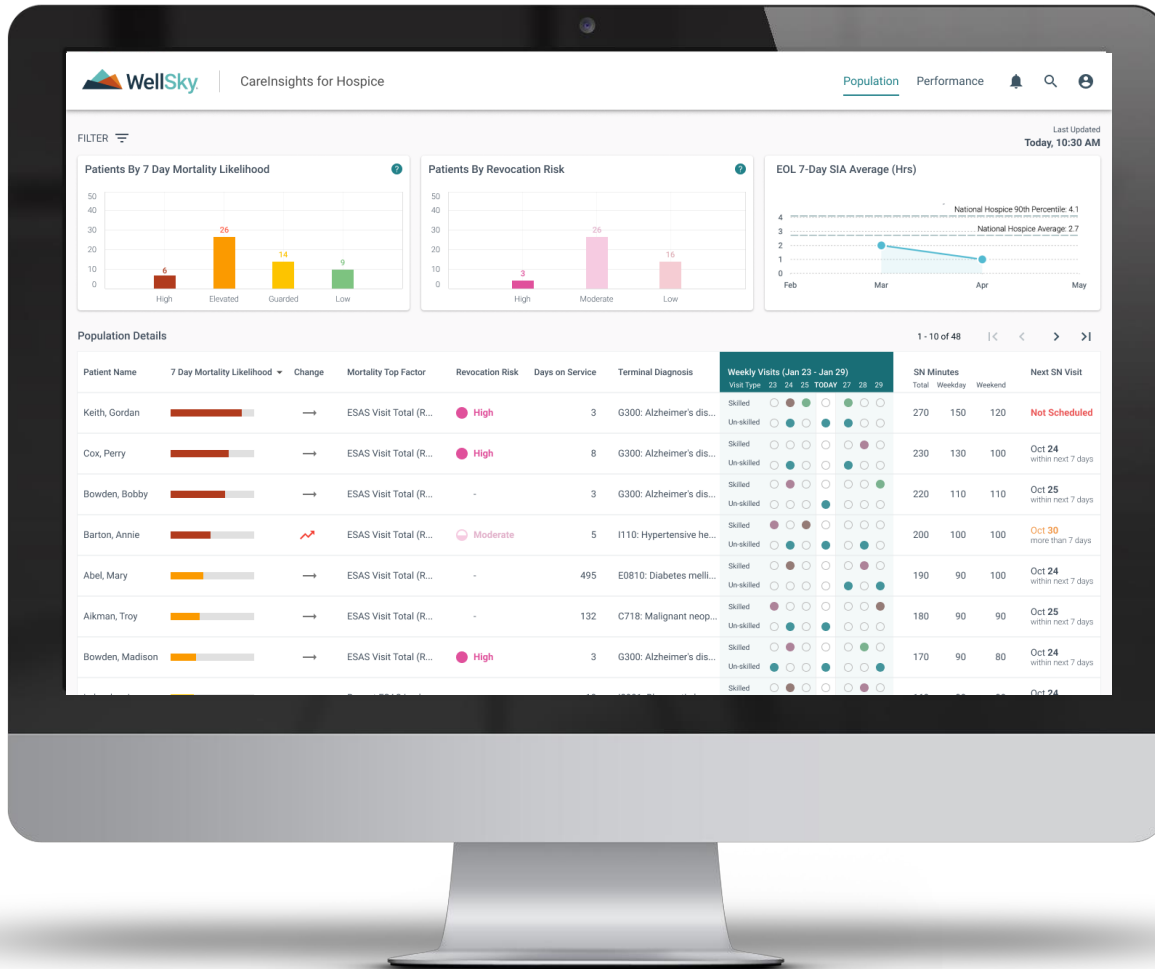 WellSky
CareInsights for Hospice
Population
Performance
FILTER
Last Updated
Today, 10:30 AM
Patients By 7 Day Mortality Likelihood
?
50
40
30
20
10
0
6
26
14
9
High
Elevated
Guarded
Low
Patients By Revocation Risk
?
50
40
30
20
10
0
3
26
16
High
Moderate
Low
EOL 7-Day SIA Average (Hrs)
National Hospice 90th Percentile: 4.1
National Hospice Average: 2.7
4
3
2
1
0
Feb
Mar
Apr
May
Population Details
1 - 10 of 48
Patient Name 7 Day Mortality Likelihood Change Mortality Top Factor Revocation Risk Days on Service Terminal Diagnosis
Weekly Visits (Jan 23 - Jan 29)
Visit Type 23 24 25 TODAY 27 28 29
SN Minutes
Total Weekday Weekend
Next SN Visit
Keith, Gordan ESAS Visit Total (R... High 3 G300: Alzheimer's dis...
Skilled
Un-skilled
270 150 120 Not Scheduled
Cox, Perry ESAS Visit Total (R... High 8 G300: Alzheimer's dis...
Skilled
Un-skilled
230 130 100 Oct 24
within next 7 days
Bowden, Bobby ESAS Visit Total (R... - 3 G300: Alzheimer's dis...
Skilled
Un-skilled
220 110 110 Oct 25
within next 7 days
Barton, Annie ESAS Visit Total (R... Moderate 5 I110: Hypertensive he...
Skilled
Un-skilled
200 100 100 Oct 30
more than 7 days
Abel, Mary ESAS Visit Total (R... - 495 E0810: Diabetes melli...
Skilled
Un-skilled
190 90 100 Oct 24
within next 7 days
Aikman, Troy ESAS Visit Total (R... - 132 C718: Malignant neop...
Skilled
Un-skilled
180 90 90 Oct 25
within next 7 days
Bowden, Madison ESAS Visit Total (R... High 3 G300: Alzheimer's dis...
Skilled
Un-skilled
170 90 80 Oct 24
within next 7 days
Skilled
Oct 24